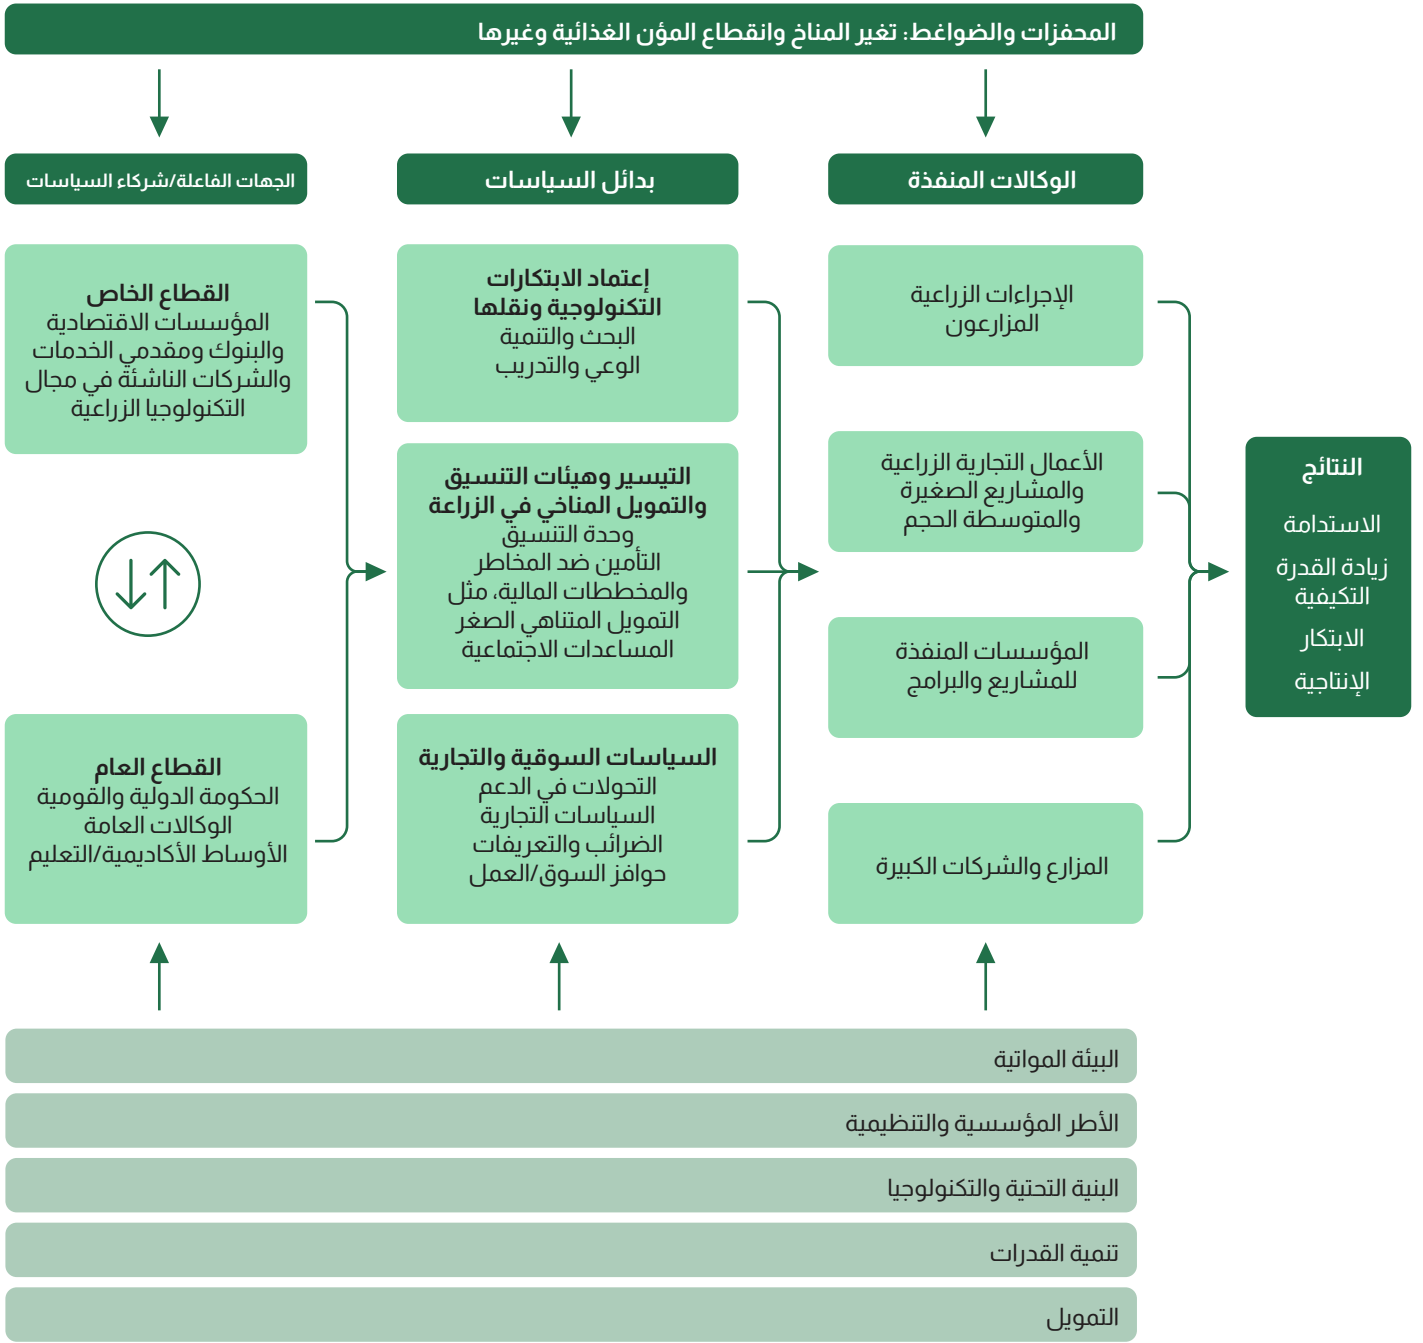 المحفزات والضواغط: تغير المناخ وانقطاع المؤن الغذائية وغيرها
الجهات الفاعلة/شركاء السياسات
القطاع الخاص
المؤسسات الاقتصادية
والبنوك ومقدمي الخدمات
والشركات الناشئة في مجال
التكنولوجيا الزراعية
القطاع العام
الحكومة الدولية والقومية
الوكالات العامة
الأوساط الأكاديمية/التعليم
بدائل السياسات
إعتماد الابتكارات
التكنولوجية ونقلها
البحث والتنمية
الوعي والتدريب
التيسير وهيئات التنسيق
والتمويل المناخي في الزراعة
وحدة التنسيق
التأمين ضد المخاطر
والمخططات المالية، مثل
التمويل المتناهي الصغر
المساعدات الاجتماعية
السياسات السوقية والتجارية
التحولات في الدعم
السياسات التجارية
الضرائب والتعريفات
حوافز السوق/العمل
الوكالات المنفذة
الإجراءات الزراعية
المزارعون
الأعمال التجارية الزراعية
والمشاريع الصغيرة
والمتوسطة الحجم
المؤسسات المنفذة
للمشاريع والبرامج
المزارع والشركات الكبيرة
النتائج
الاستدامة
زيادة القدرة
التكيفية
الابتكار
الإنتاجية
البيئة المواتية
الأطر المؤسسية والتنظيمية
البنية التحتية والتكنولوجيا
تنمية القدرات
التمويل